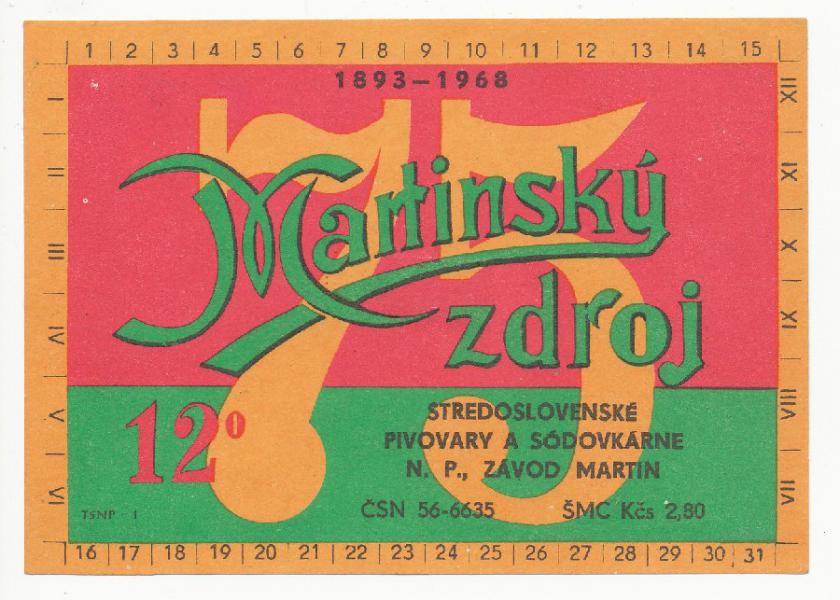 1 | 2 | 3 | 4 | 5 | 6 | 7 | 8 | 9 | 10 | 11 | 12 | 13 | 14 | 15
I | II | III | IV | V | VI
1893–1968
75
Martinský
zdroj
12°
STREDOSLOVENSKÉ
PIVOVARY A SÓDOVKÁRNE
N. P., ZÁVOD MARTIN
ČSN 56-6635 ŠMC Kčs 2,80
TSNP - 1
XII | XI | X | IX | VIII | VII
16 | 17 | 18 | 19 | 20 | 21 | 22 | 23 | 24 | 25 | 26 | 27 | 28 | 29 | 30 | 31